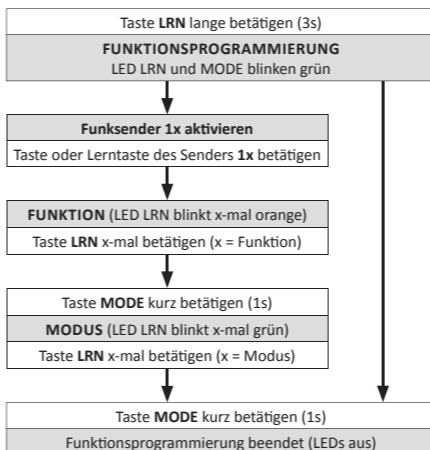 Taste LRN lange betätigen (3s)
FUNKTIONSPROGRAMMIERUNG
LED LRN und MODE blinken grün
Funksender 1x aktivieren
Taste oder Lerntaste des Senders 1x betätigen
FUNKTION (LED LRN blinkt x-mal orange)
Taste LRN x-mal betätigen (x = Funktion)
Taste MODE kurz betätigen (1s)
MODUS (LED LRN blinkt x-mal grün)
Taste LRN x-mal betätigen (x = Modus)
Taste MODE kurz betätigen (1s)
Funktionsprogrammierung beendet (LEDs aus)